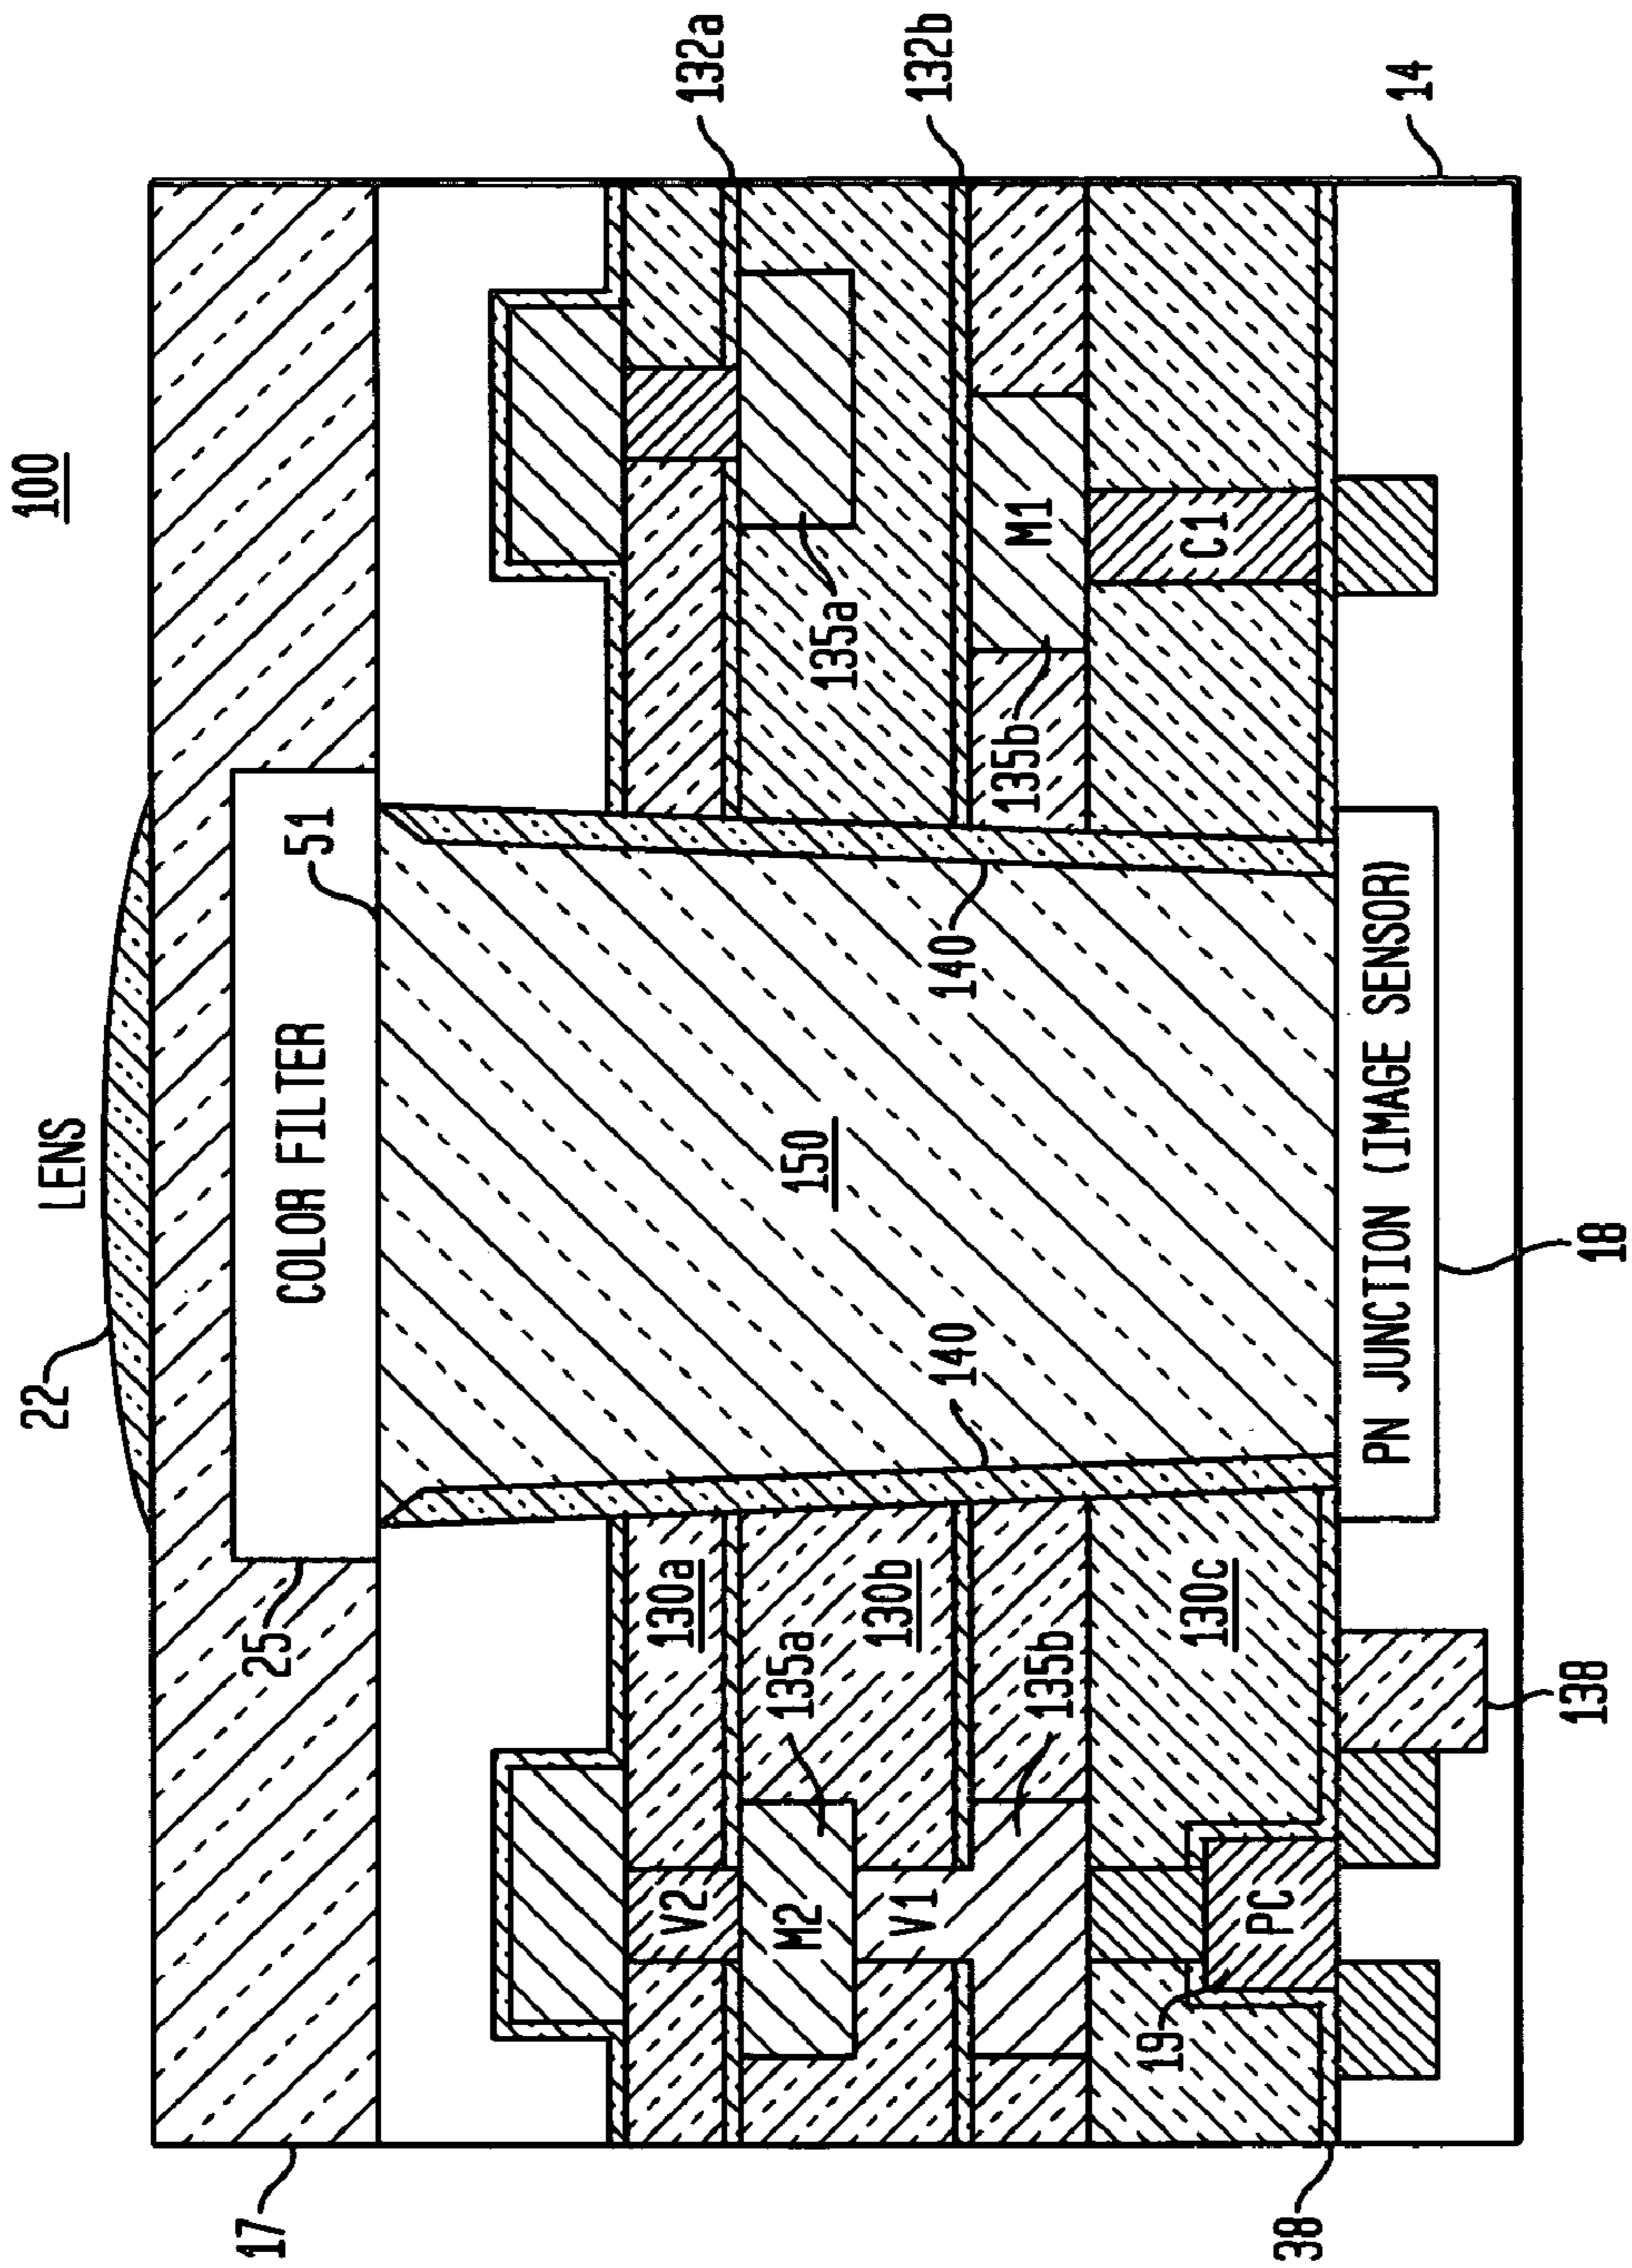 100
LENS
22
COLOR FILTER
25
51
17
132a
132b
14
130a
V2
135a
M2
130b
V1
135b
130c
19
PC
38
138
140
150
140
135a
135b
M1
C1
PN JUNCTION (IMAGE SENSOR)
18